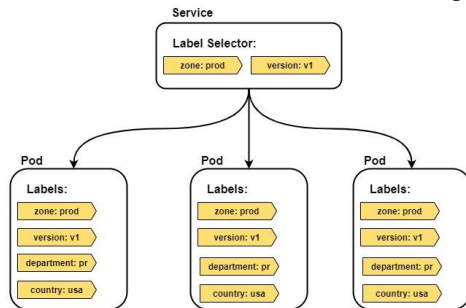 Service
Label Selector:
zone: prod version: v1
Pod Pod Pod
Labels: Labels: Labels:
zone: prod zone: prod zone: prod
version: v1 version: v1 version: v1
department: pr department: pr department: pr
country: usa country: usa country: usa